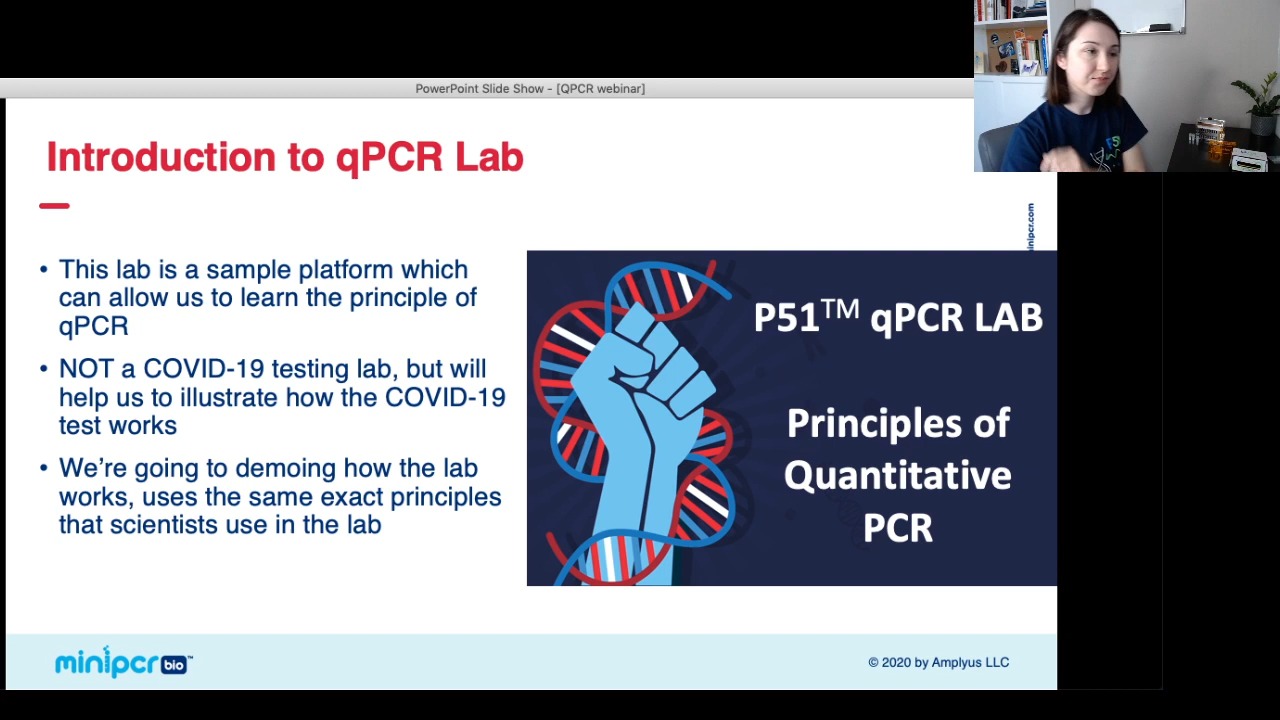 PowerPoint Slide Show - [QPCR webinar]
Introduction to qPCR Lab
inipcr.com
• This lab is a sample platform which
can allow us to learn the principle of
qPCR
• NOT a COVID-19 testing lab, but will
help us to illustrate how the COVID-19
test works
• We’re going to demoing how the lab
works, uses the same exact principles
that scientists use in the lab
P51™ qPCR LAB
Principles of
Quantitative
PCR
minipcr bio™
© 2020 by Amplyus LLC